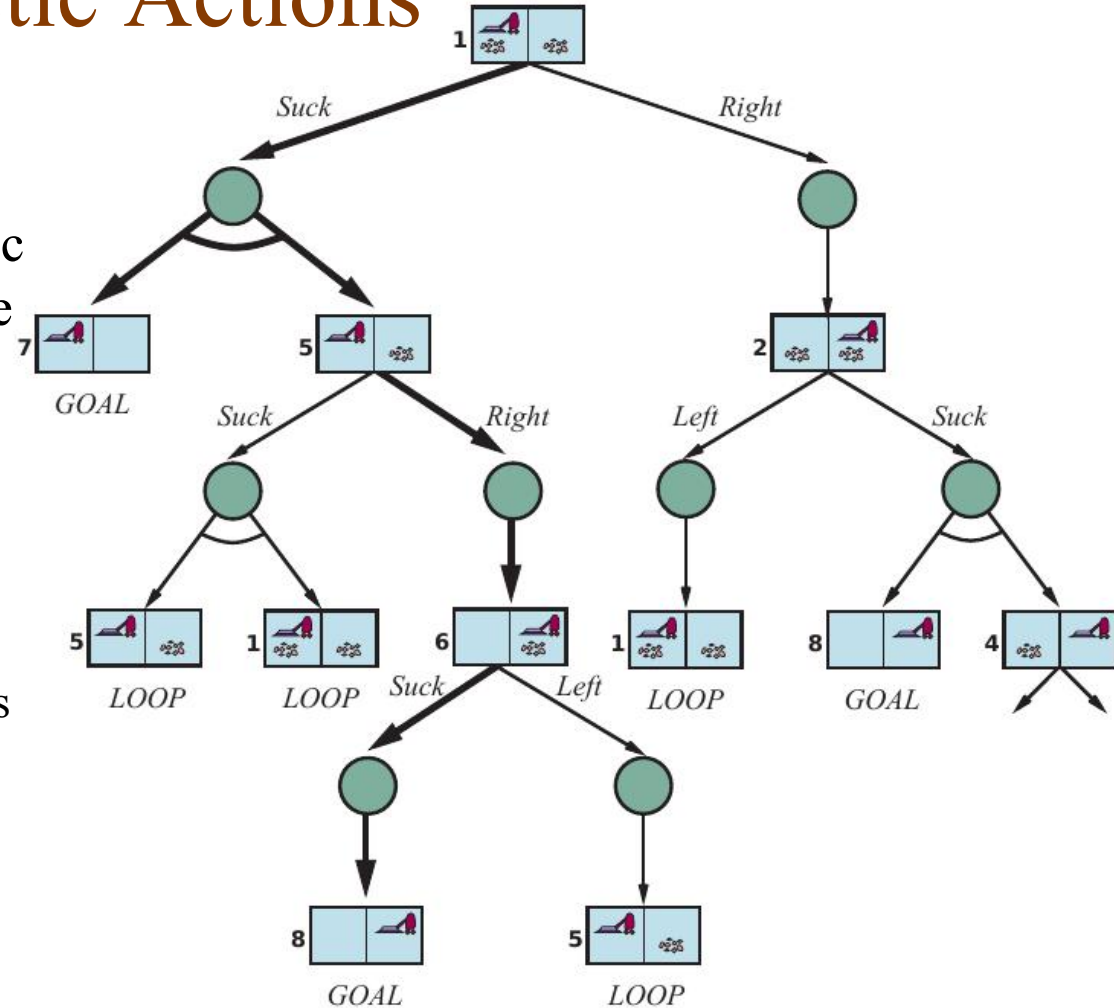 tic Actions
1
Suck
Right
c
e
7
5
2
GOAL
Suck
Right
Left
Suck
5
1
6
1
8
4
LOOP
LOOP
Suck
Left
LOOP
GOAL
s
8
5
GOAL
LOOP